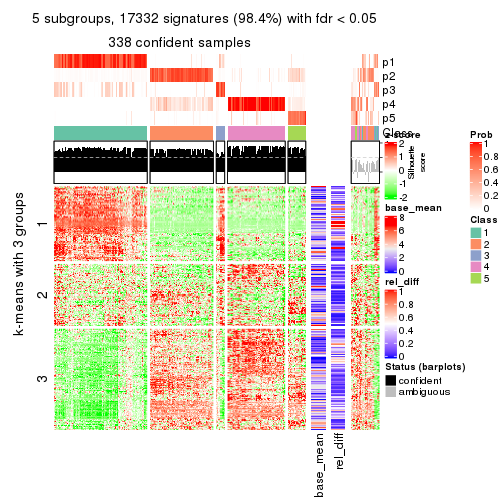 5 subgroups, 17332 signatures (98.4%) with fdr < 0.05
338 confident samples
p1
p2
p3
p4
p5
Class
z-score
2
1
0
-1
-2
Silhouette
score
Prob
1
0.8
0.6
0.4
0.2
0
base_mean
8
6
4
2
0
Class
1
2
3
4
5
rel_diff
1
0.8
0.6
0.4
0.2
0
Status (barplots)
confident
ambiguous
k-means with 3 groups
1
2
3
base_mean
rel_diff